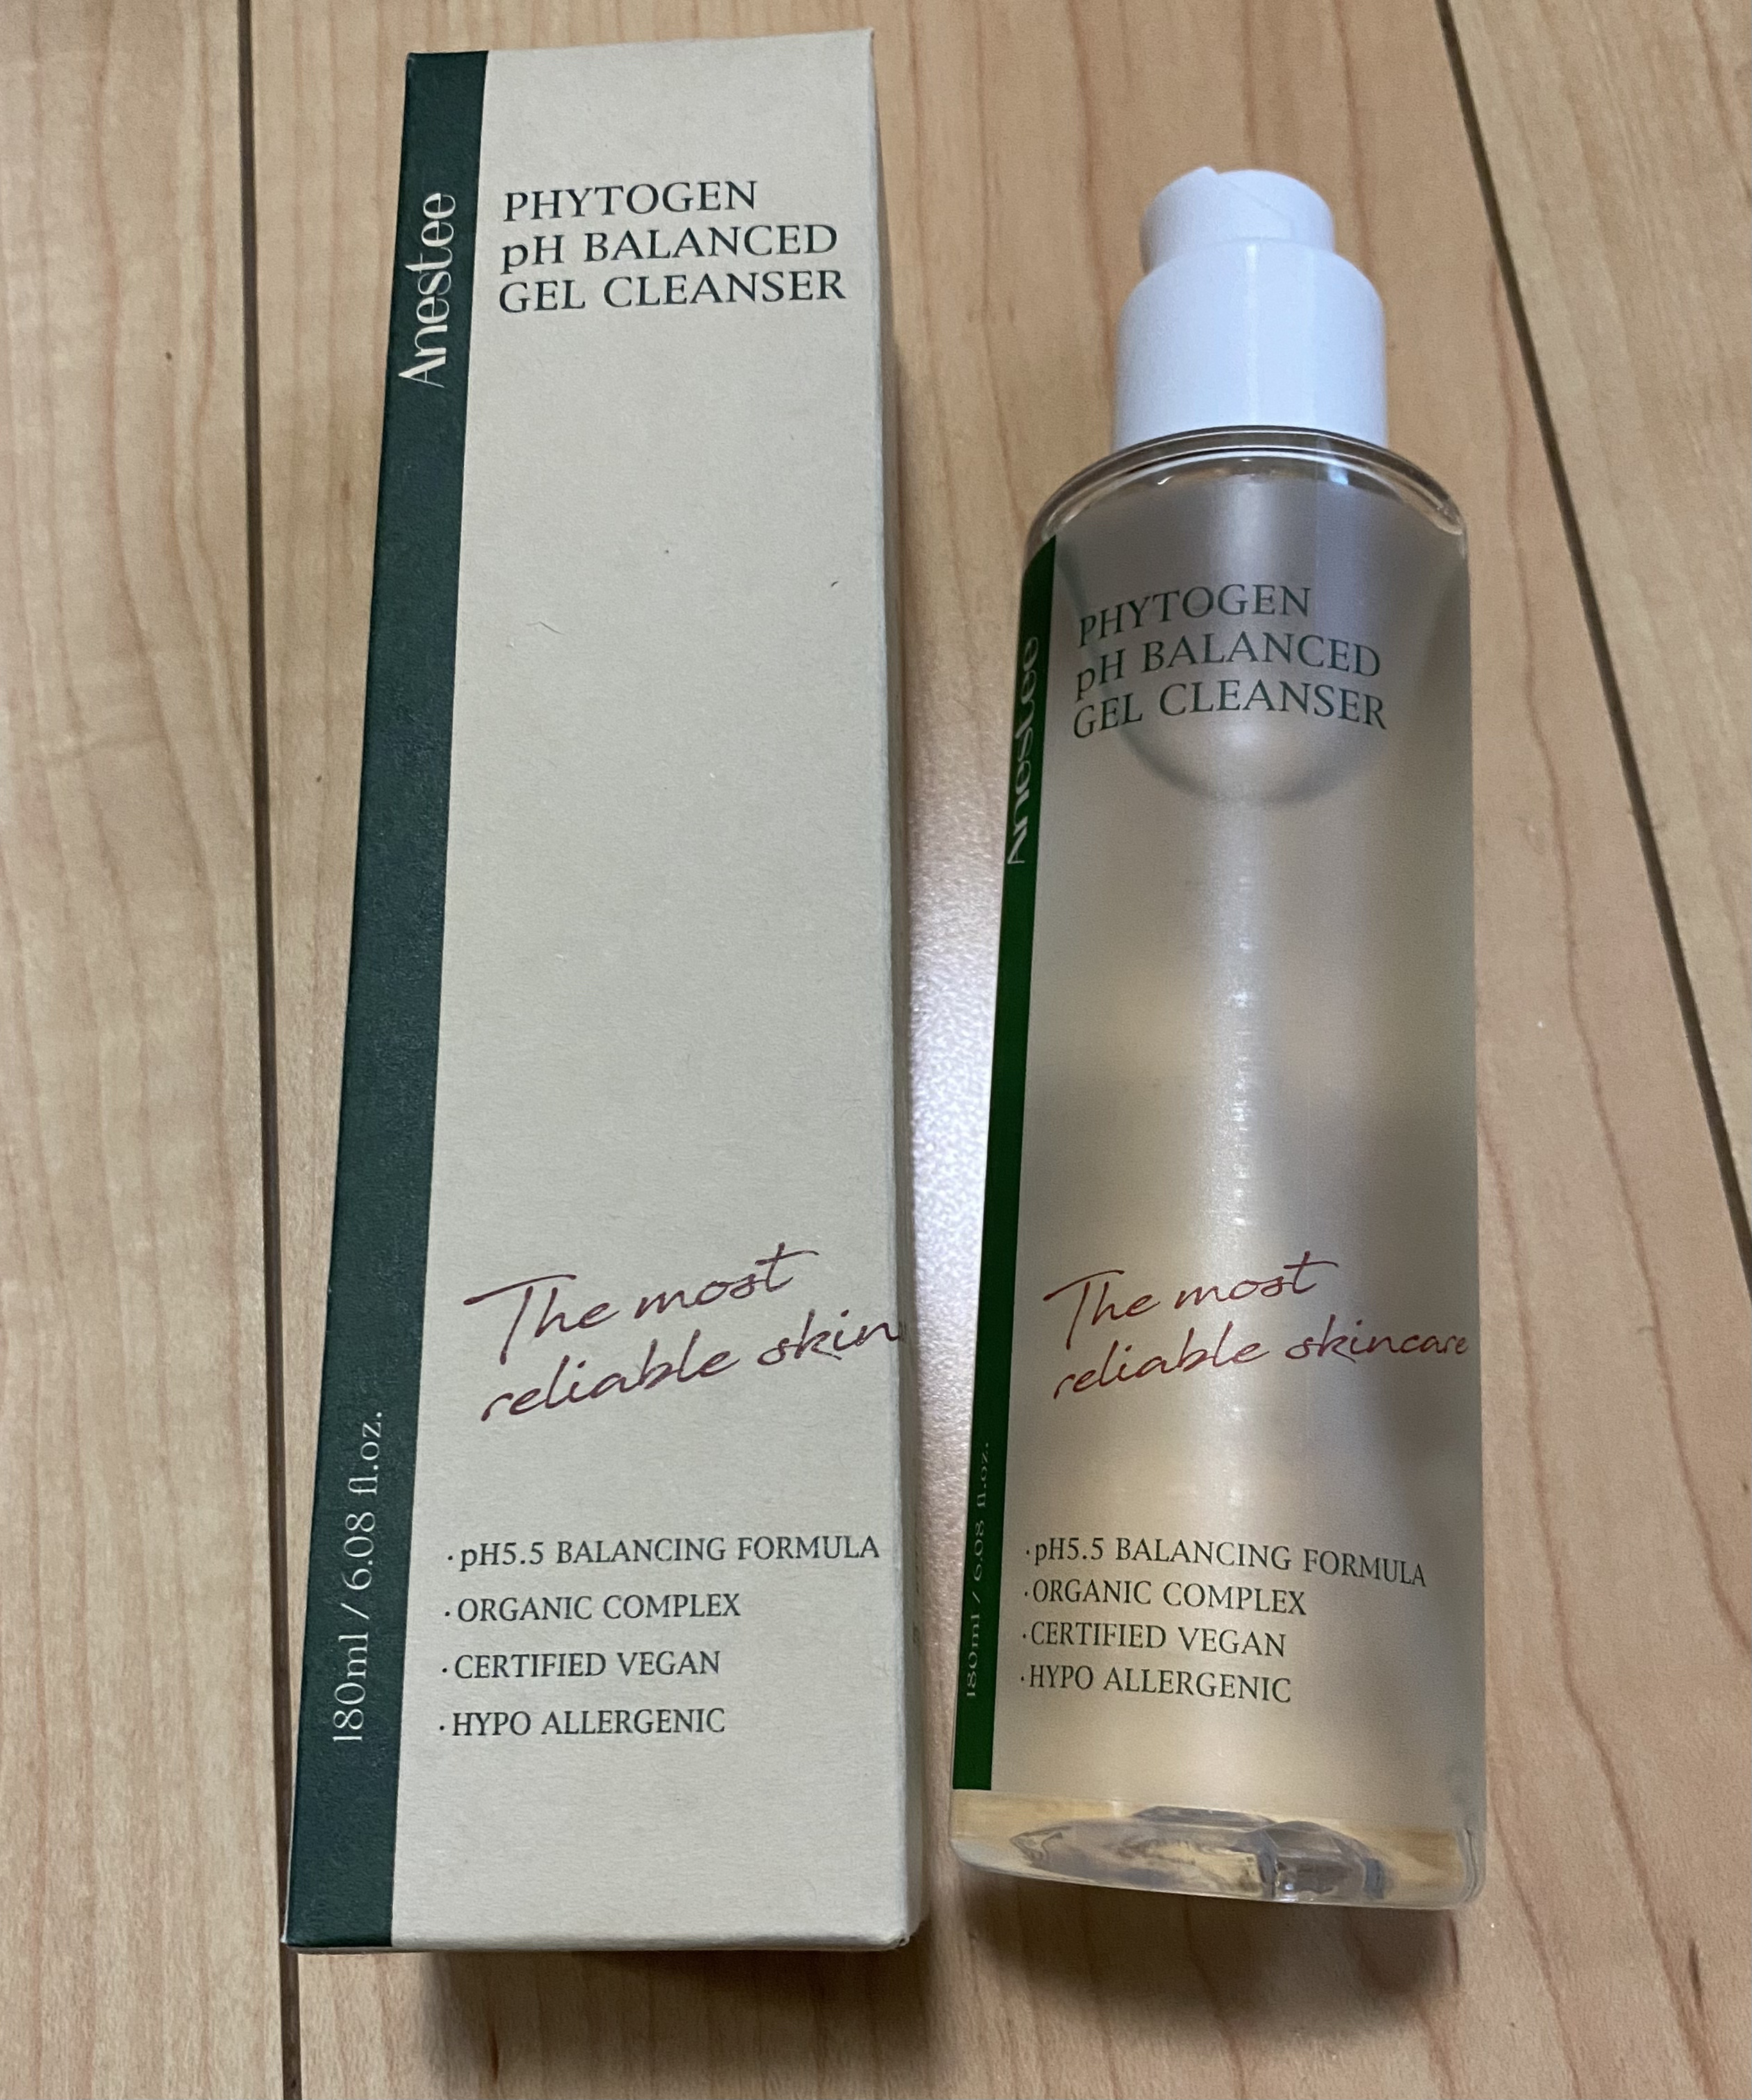 Anestee
PHYTOGEN
pH BALANCED
GEL CLEANSER
The most
reliable skin
·pH5.5 BALANCING FORMULA
·ORGANIC COMPLEX
·CERTIFIED VEGAN
·HYPO ALLERGENIC
180ml / 6.08 fl.oz.
Anestee
PHYTOGEN
pH BALANCED
GEL CLEANSER
The most
reliable skincare
·pH5.5 BALANCING FORMULA
·ORGANIC COMPLEX
·CERTIFIED VEGAN
·HYPO ALLERGENIC
180ml / 6.08 fl.oz.